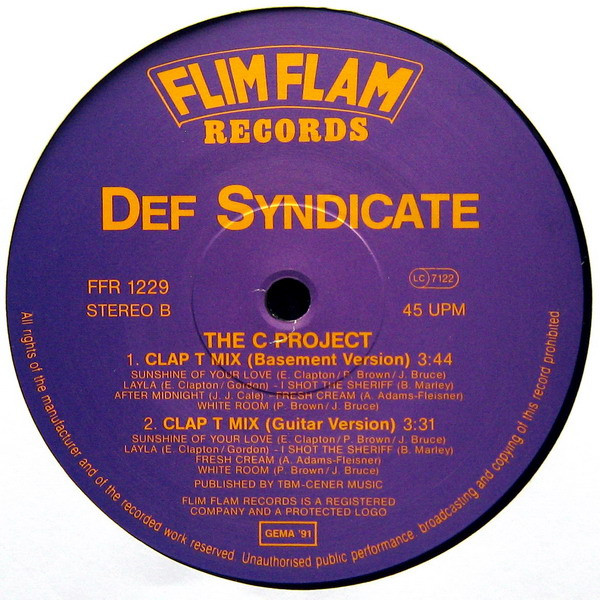 FLIM FLAM
RECORDS
DEF SYNDICATE
FFR 1229
STEREO B
LC 7122
45 UPM
THE C PROJECT
1. CLAP T MIX (Basement Version) 3:44
SUNSHINE OF YOUR LOVE (E. Clapton/P. Brown/J. Bruce)
LAYLA (E. Clapton/Gordon) - I SHOT THE SHERIFF (B. Marley)
AFTER MIDNIGHT (J. J. Cale) - FRESH CREAM (A. Adams-Fleisner)
WHITE ROOM (P. Brown/J. Bruce)
2. CLAP T MIX (Guitar Version) 3:31
SUNSHINE OF YOUR LOVE (E. Clapton/P. Brown/J. Bruce)
LAYLA (E. Clapton/Gordon) - I SHOT THE SHERIFF (B. Marley)
FRESH CREAM (A. Adams-Fleisner)
WHITE ROOM (P. Brown/J. Bruce)
PUBLISHED BY TBM-CENER MUSIC
FLIM FLAM RECORDS IS A REGISTERED
COMPANY AND A PROTECTED LOGO
GEMA '91
All rights of the manufacturer and of the recorded work reserved. Unauthorised public performance, broadcasting and copying of this record prohibited